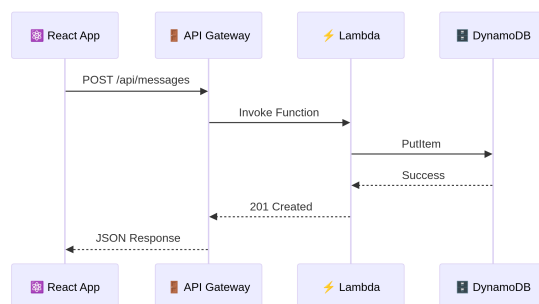 ⚛️ React App
🚪 API Gateway
⚡ Lambda
🗄️ DynamoDB
POST /api/messages
Invoke Function
PutItem
Success
201 Created
JSON Response
⚛️ React App
🚪 API Gateway
⚡ Lambda
🗄️ DynamoDB